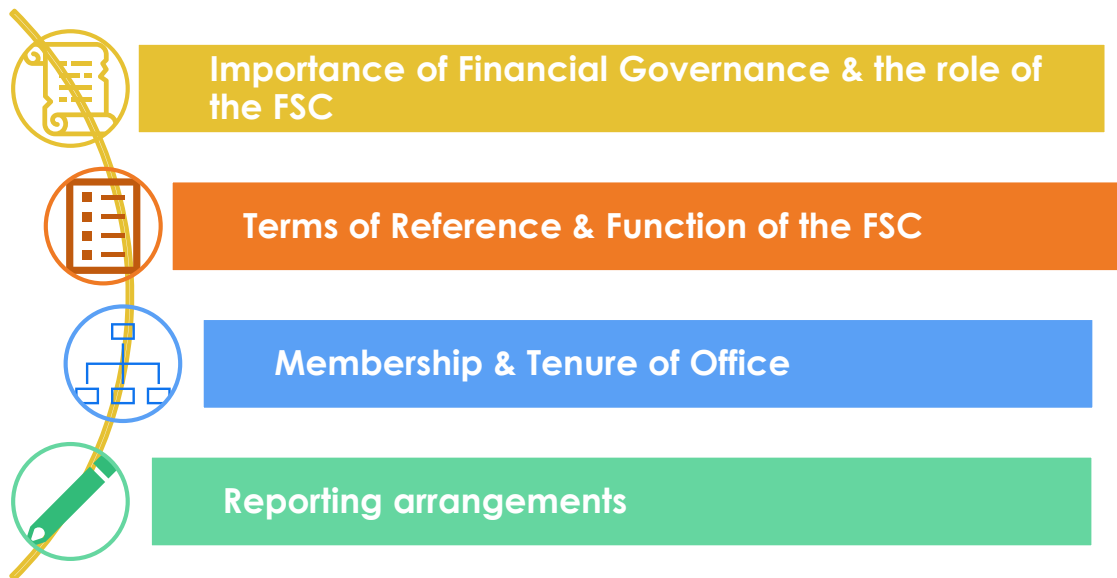 Importance of Financial Governance & the role of
the FSC
Terms of Reference & Function of the FSC
Membership & Tenure of Office
Reporting arrangements